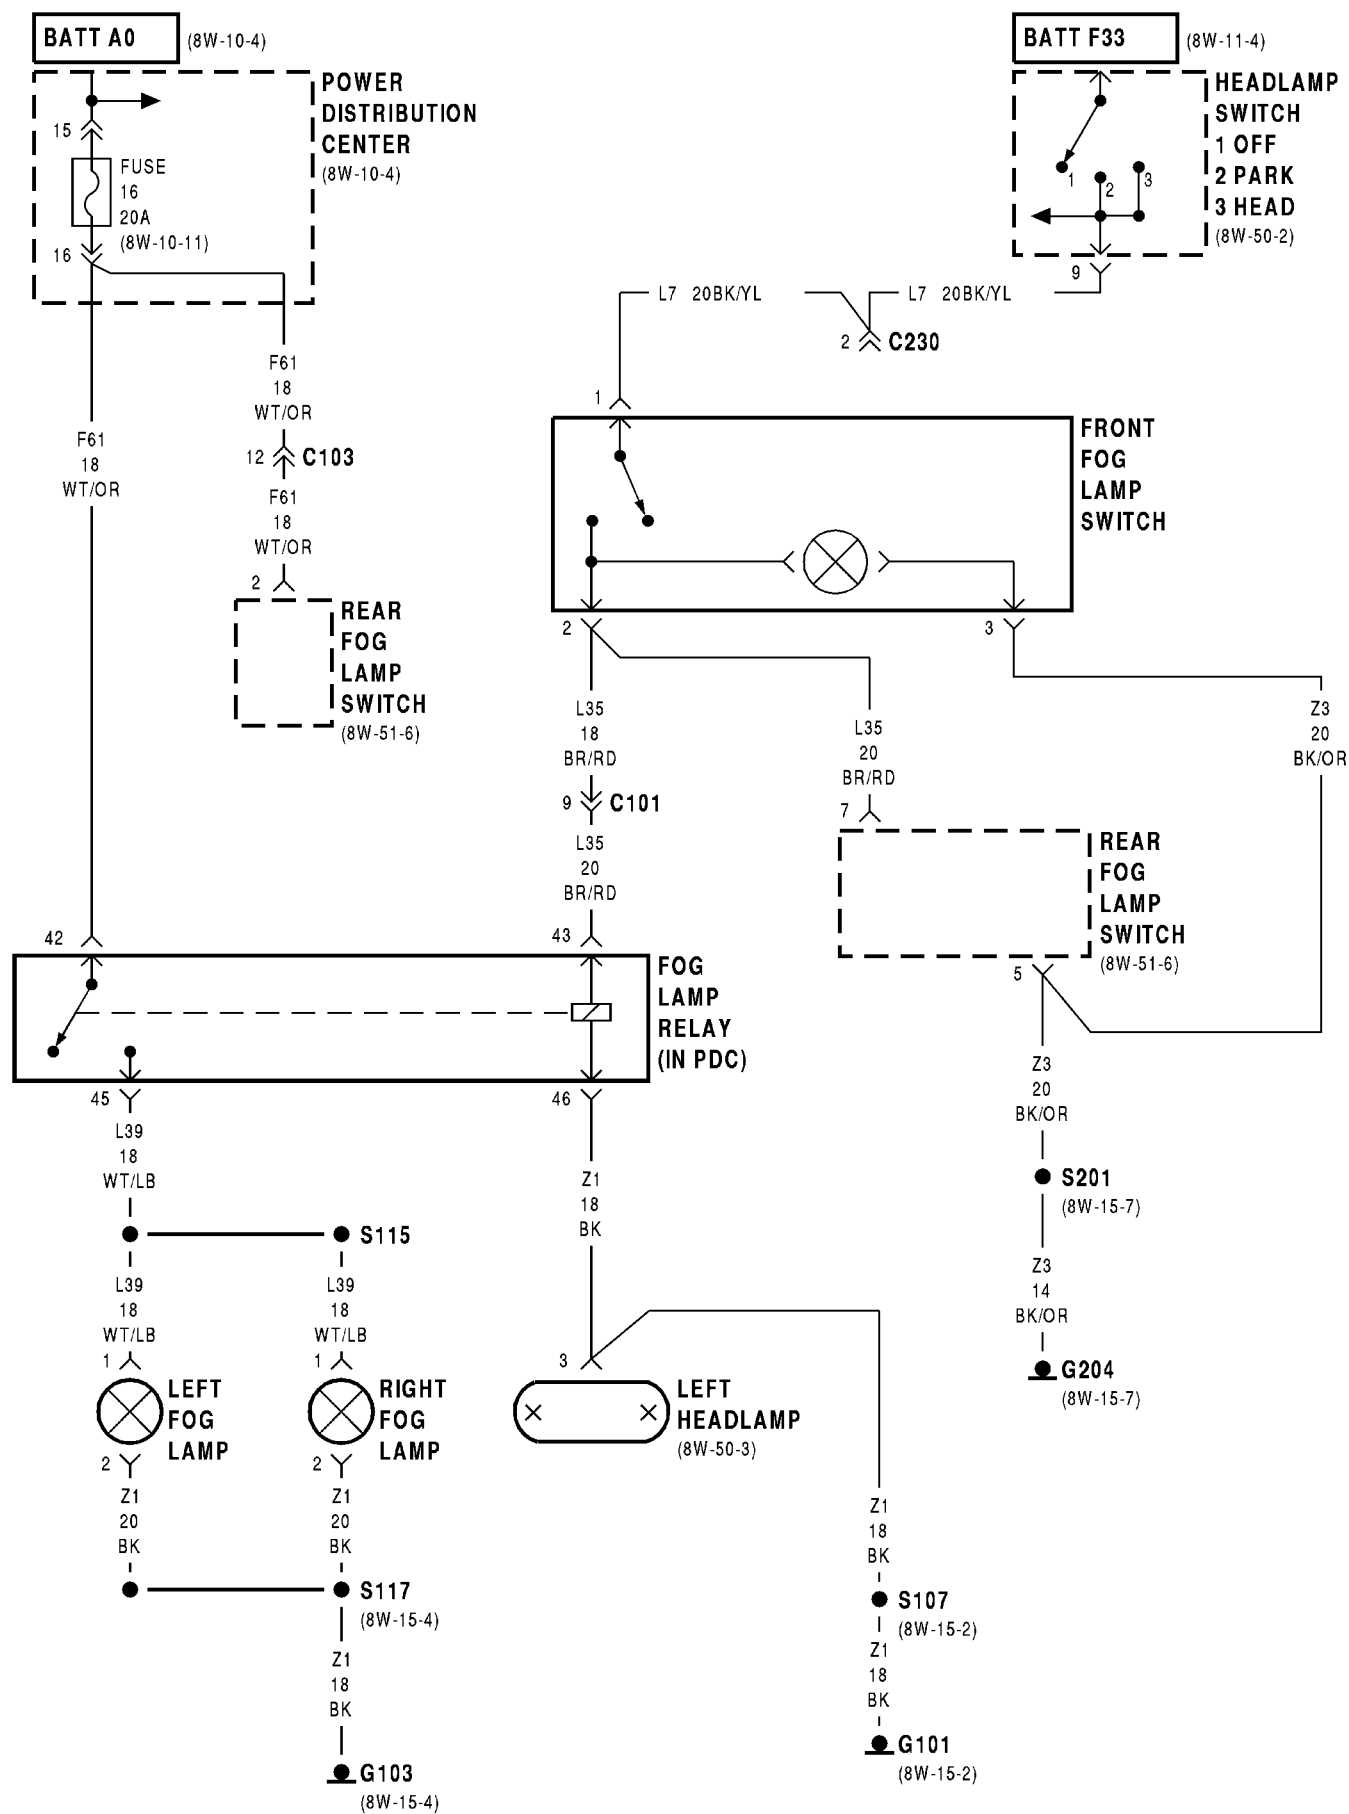 BATT A0 (8W-10-4)
BATT F33 (8W-11-4)
POWER
DISTRIBUTION
CENTER
(8W-10-4)
15
FUSE
16
20A
(8W-10-11)
16
HEADLAMP
SWITCH
1 OFF
2 PARK
3 HEAD
(8W-50-2)
1
2
3
9
L7 20BK/YL
L7 20BK/YL
2 C230
F61
18
WT/OR
12 C103
F61
18
WT/OR
2
REAR
FOG
LAMP
SWITCH
(8W-51-6)
F61
18
WT/OR
1
FRONT
FOG
LAMP
SWITCH
2
3
L35
18
BR/RD
9 C101
L35
20
BR/RD
L35
20
BR/RD
7
REAR
FOG
LAMP
SWITCH
(8W-51-6)
5
Z3
20
BK/OR
42
43
FOG
LAMP
RELAY
(IN PDC)
45
46
L39
18
WT/LB
S115
L39
18
WT/LB
L39
18
WT/LB
1
LEFT
FOG
LAMP
2
1
RIGHT
FOG
LAMP
2
Z1
18
BK
3
LEFT
HEADLAMP
(8W-50-3)
Z3
20
BK/OR
S201
(8W-15-7)
Z3
14
BK/OR
G204
(8W-15-7)
Z1
20
BK
Z1
20
BK
S117
(8W-15-4)
Z1
18
BK
G103
(8W-15-4)
Z1
18
BK
S107
(8W-15-2)
Z1
18
BK
G101
(8W-15-2)